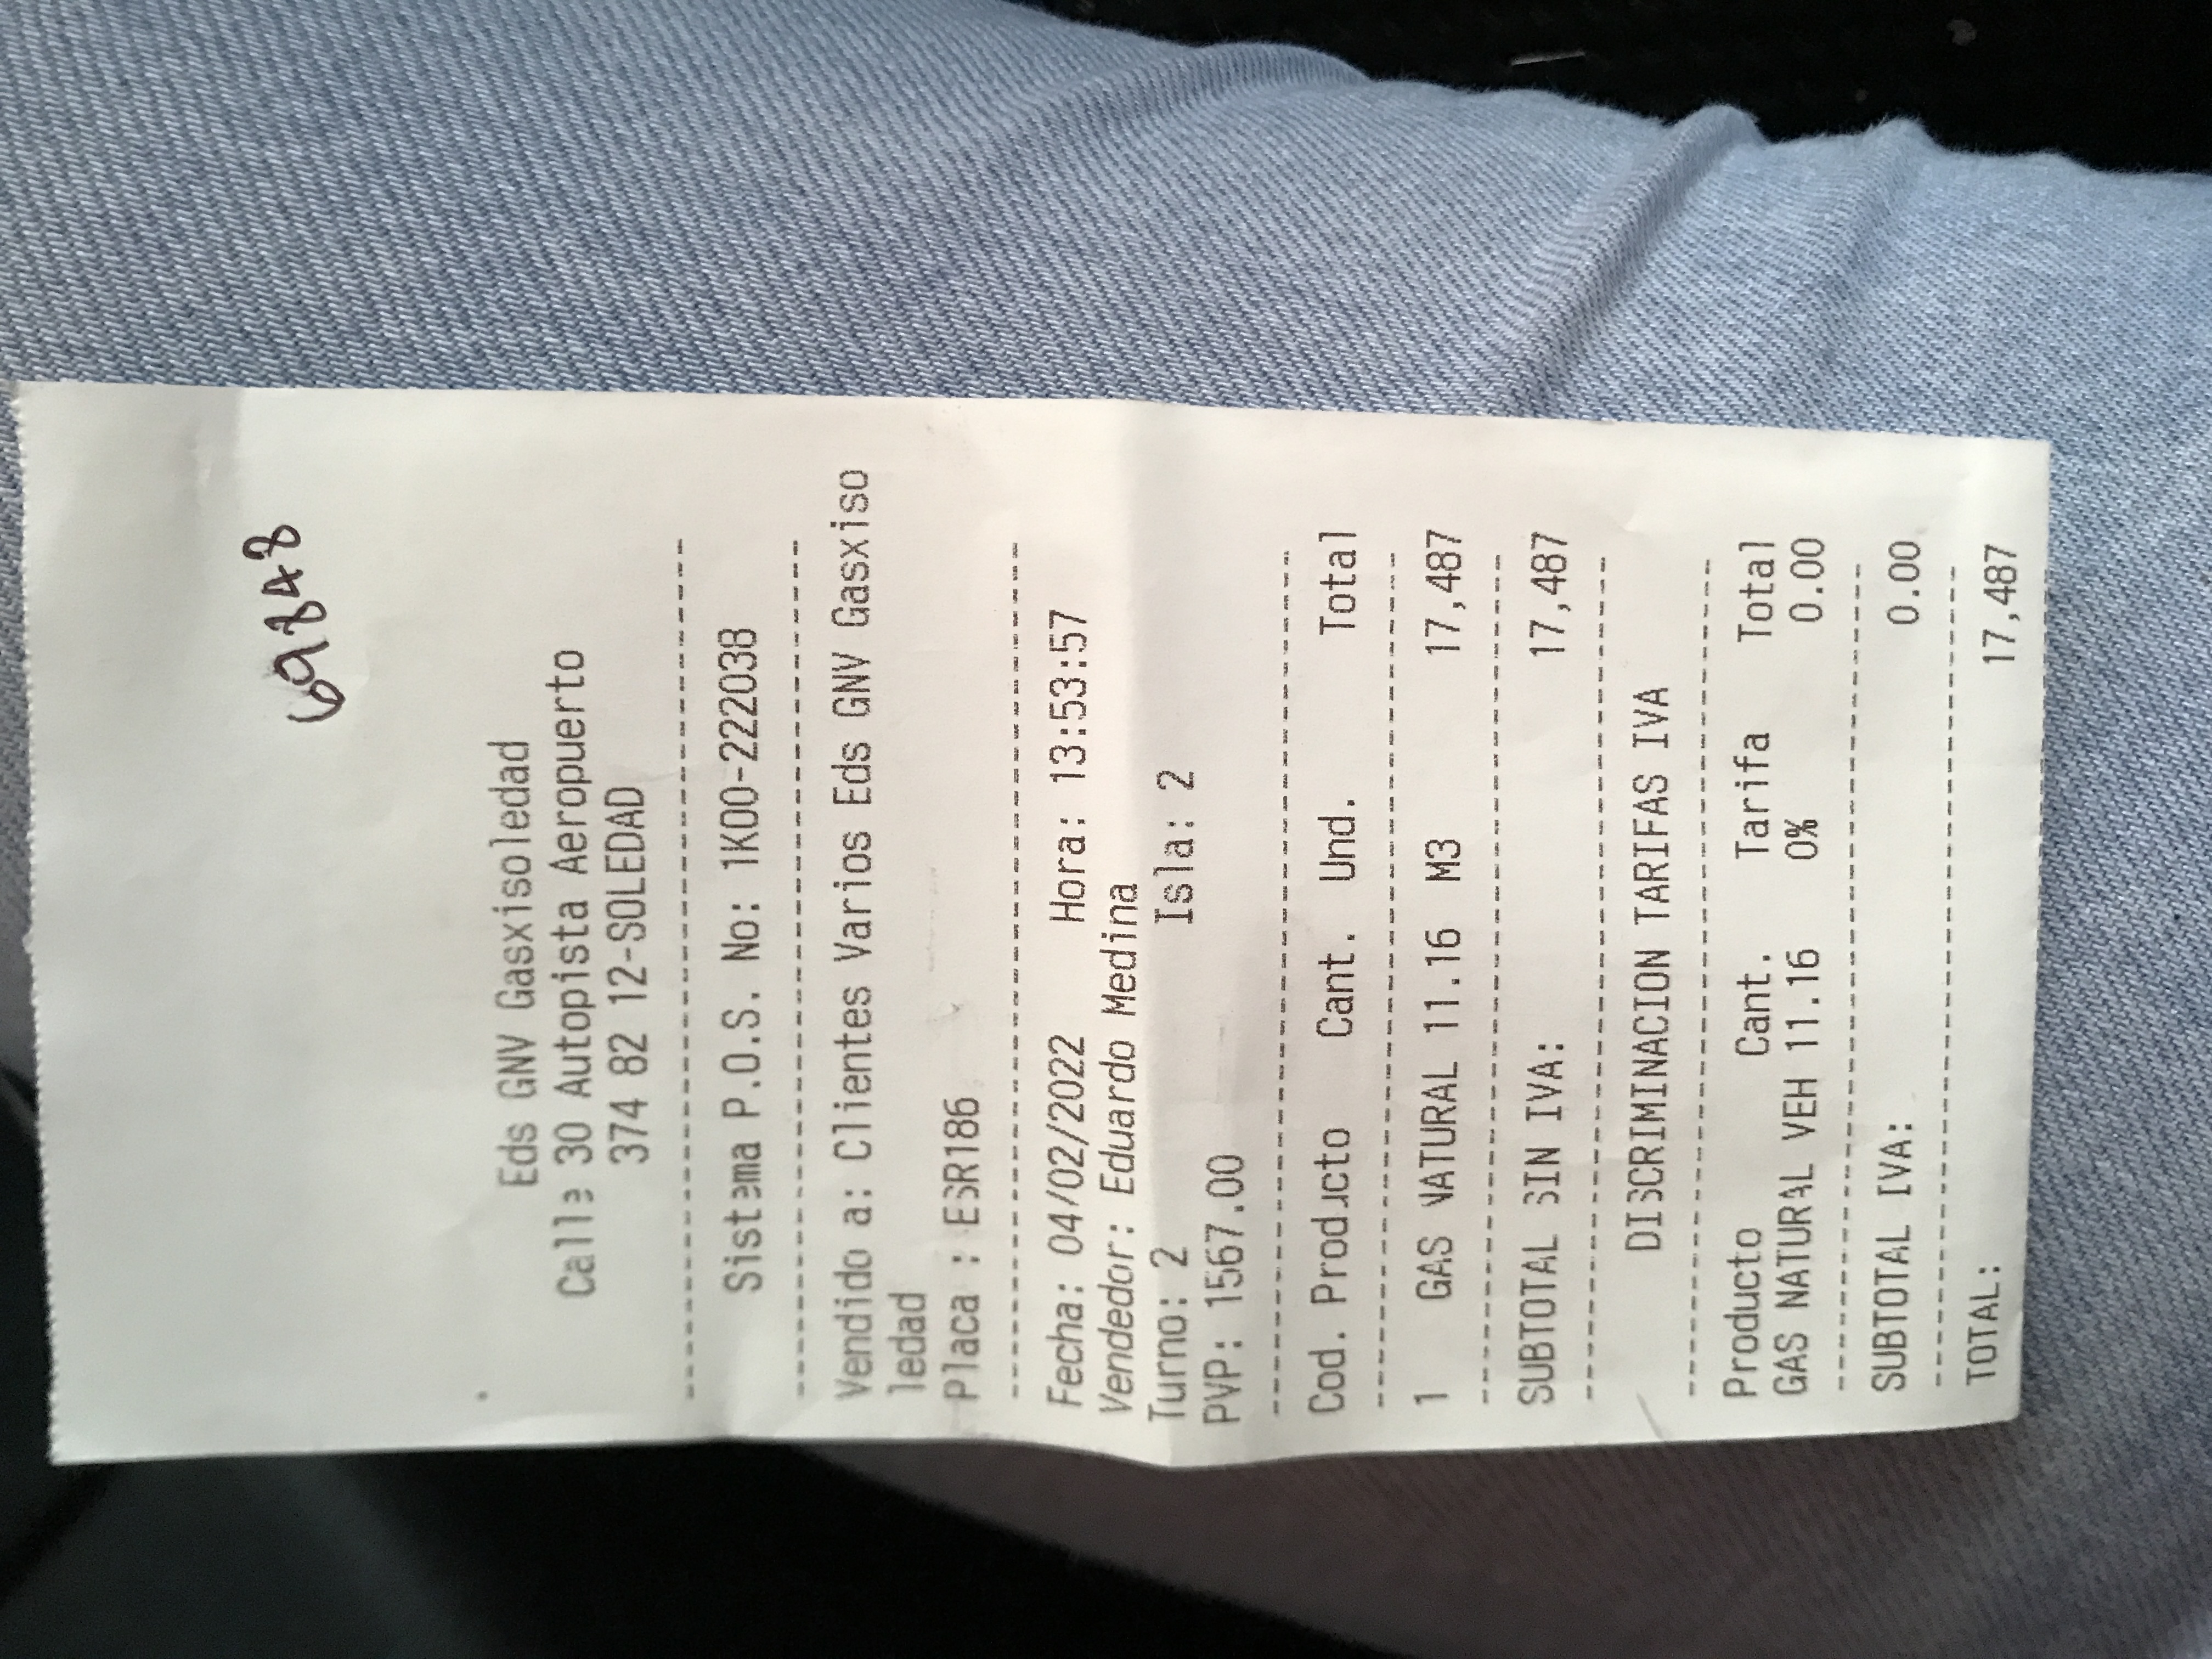 69848
Eds GNV Gasxisoledad
Calle 30 Autopista Aeropuerto
374 82 12-SOLEDAD
Sistema P.O.S. No: 1K00-222038
Vendido a: Clientes Varios Eds GNV Gasxiso
ledad
Placa : ESR186
Fecha: 04/02/2022 Hora: 13:53:57
Vendedor: Eduardo Medina
Turno: 2 Isla: 2
PVP: 1567.00
Cod. Producto Cant. Und. Total
1 GAS NATURAL 11.16 M3 17,487
SUBTOTAL SIN IVA: 17,487
DISCRIMINACION TARIFAS IVA
Producto Cant. Tarifa Total
GAS NATURAL VEH 11.16 0% 0.00
SUBTOTAL IVA: 0.00
TOTAL: 17,487